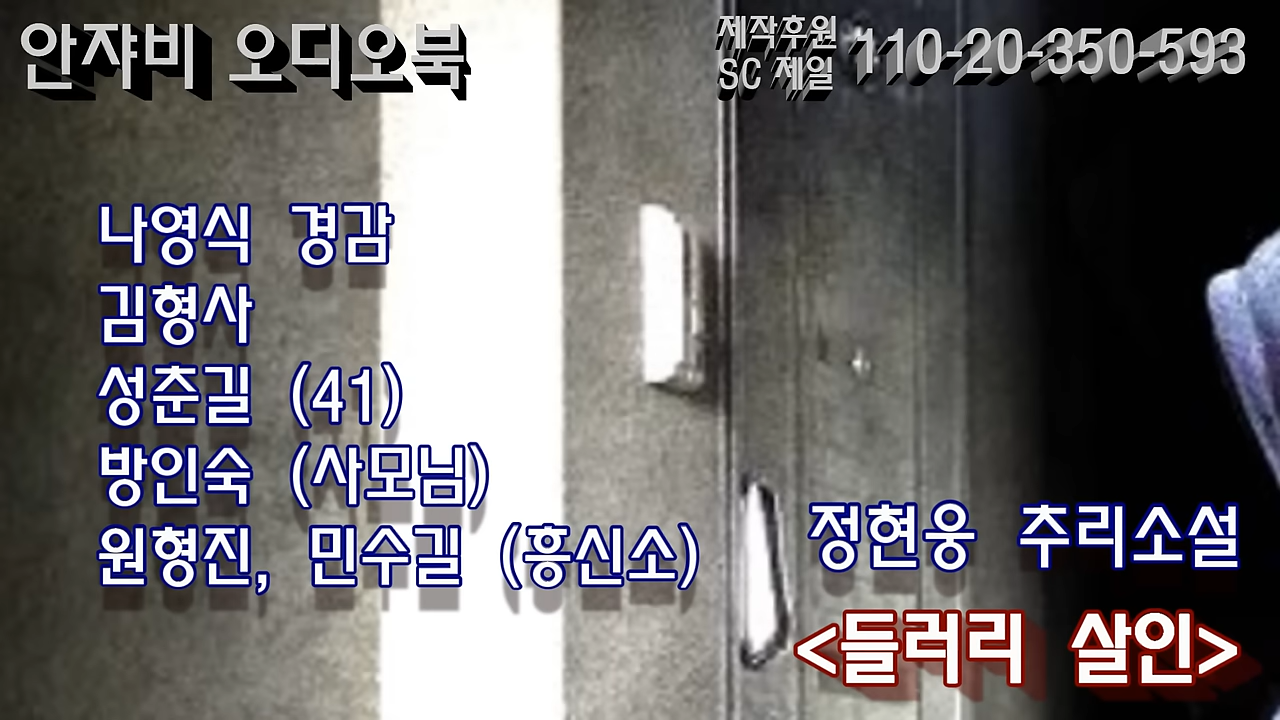 안쟈비 오디오북
제작후원
SC 제일
110-20-350-593
나영식 경감
김형사
성춘길 (41)
방인숙 (사모님)
원형진, 민수길 (흥신소)
정현웅 추리소설
<들러리 살인>